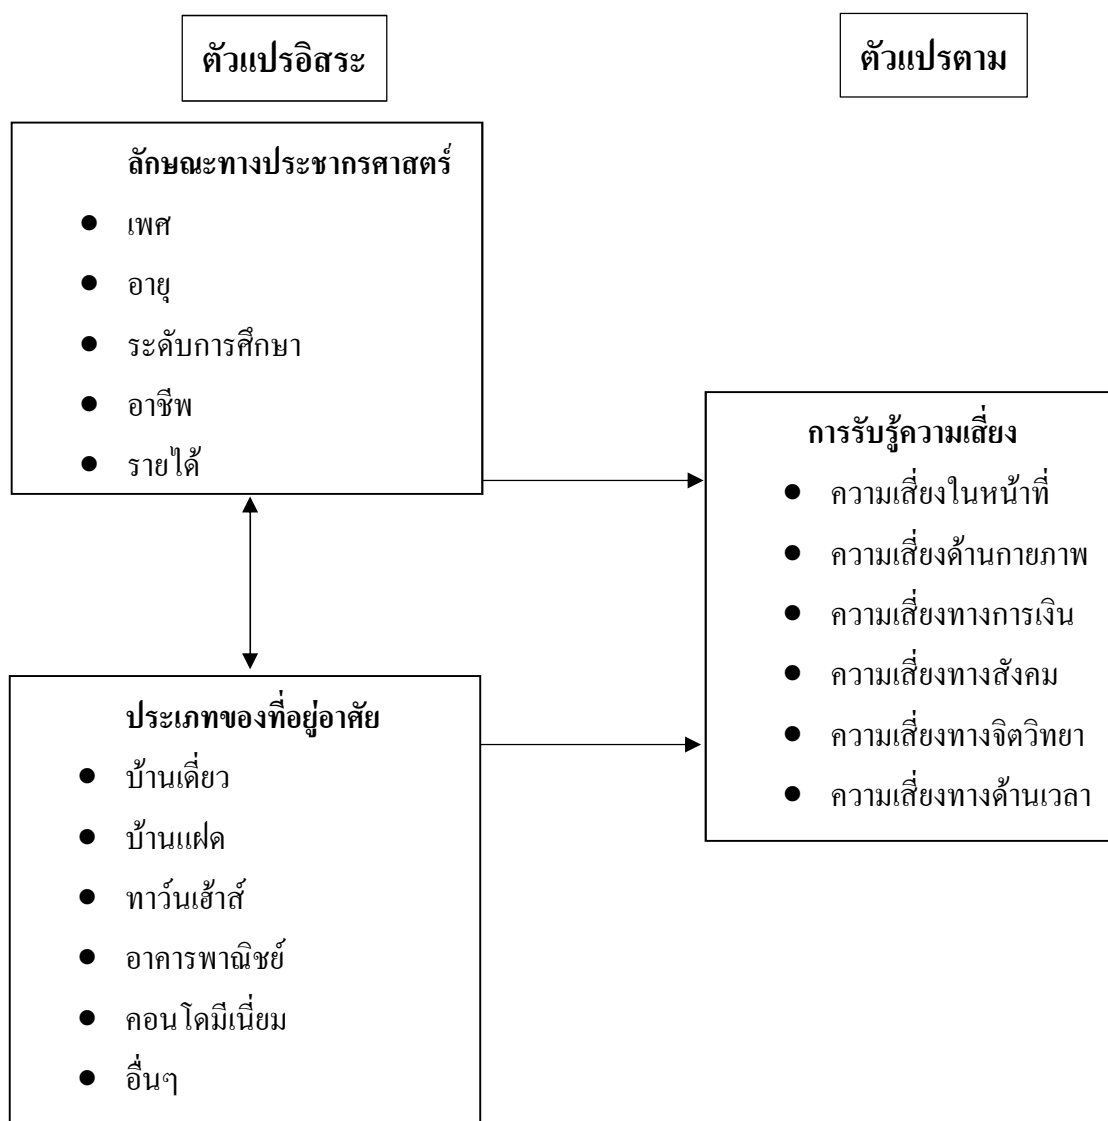 ตัวแปรอิสระ
ตัวแปรตาม
ลักษณะทางประชากรศาสตร์
● เพศ
● อายุ
● ระดับการศึกษา
● อาชีพ
● รายได้
การรับรู้ความเสี่ยง
● ความเสี่ยงในหน้าที่
● ความเสี่ยงด้านกายภาพ
● ความเสี่ยงทางการเงิน
● ความเสี่ยงทางสังคม
● ความเสี่ยงทางจิตวิทยา
● ความเสี่ยงทางด้านเวลา
ประเภทของที่อยู่อาศัย
● บ้านเดี่ยว
● บ้านแฝด
● ทาว์นเฮ้าส์
● อาคารพาณิชย์
● คอนโดมีเนี่ยม
● อื่นๆ